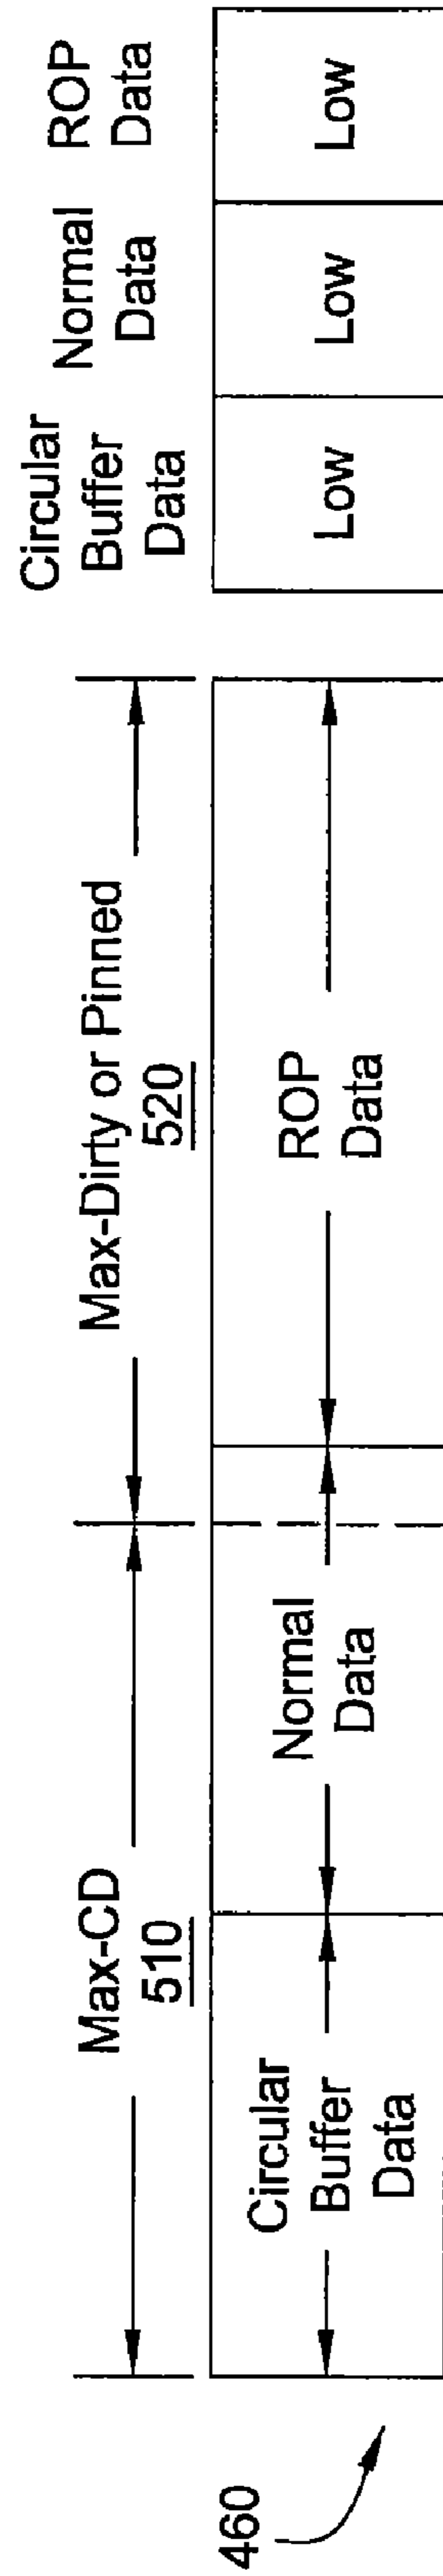 460
Max-CD
510
Max-Dirty or Pinned
520
Circular
Buffer
Data
Normal
Data
ROP
Data
Circular
Buffer
Data
Normal
Data
ROP
Data
Low
Low
Low